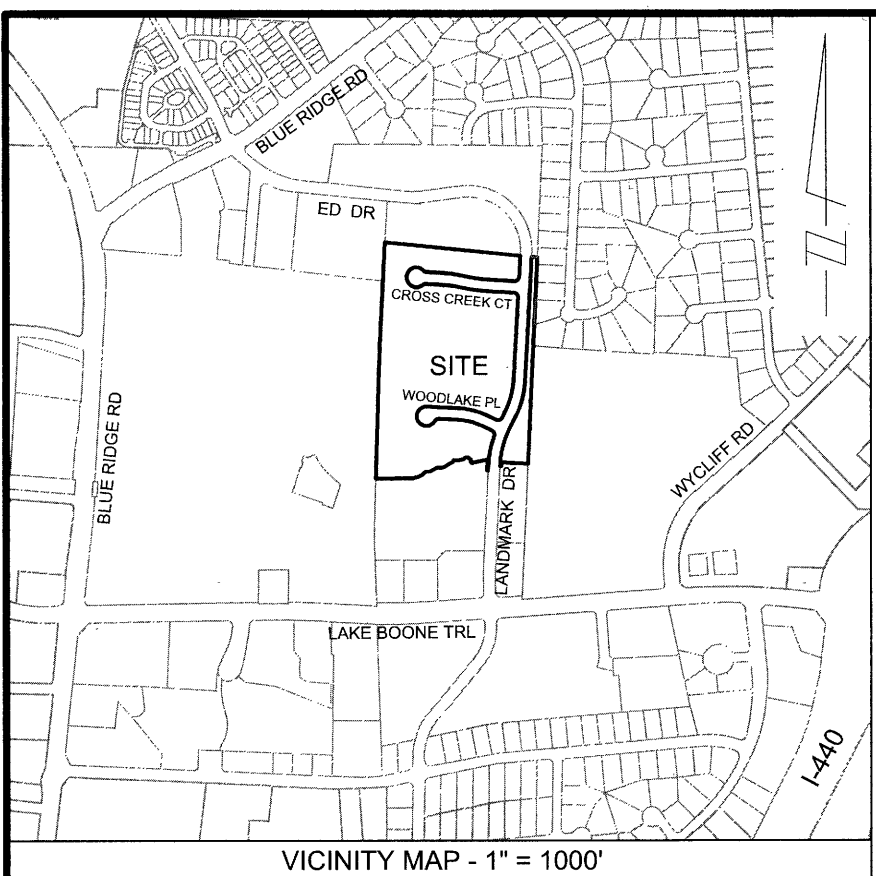 BLUE RIDGE RD
ED DR
CROSS CREEK CT
SITE
WOODLAKE PL
BLUE RIDGE RD
WYCLIFF RD
LANDMARK DR
LAKE BOONE TRL
I-440
VICINITY MAP - 1" = 1000'